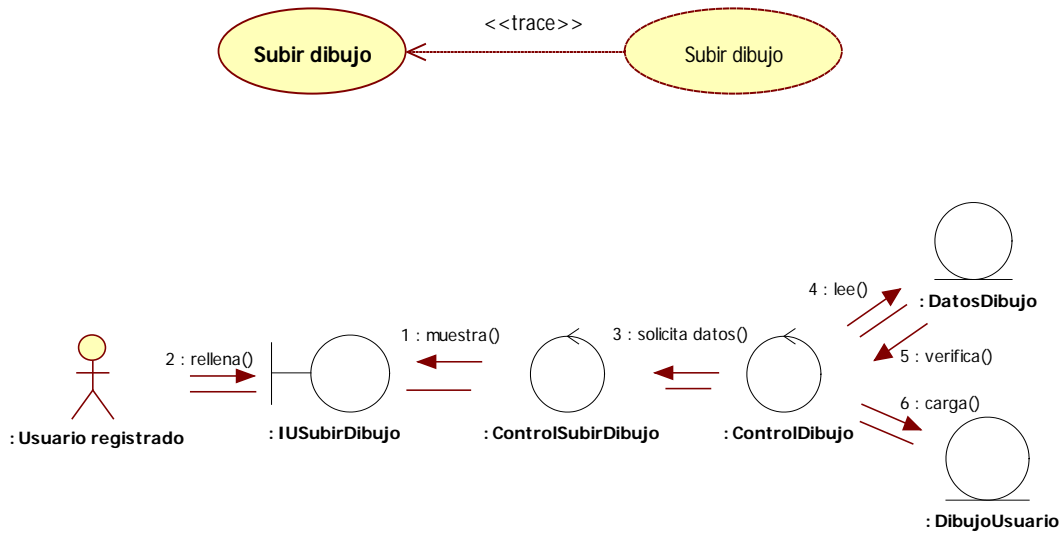 <<trace>>
Subir dibujo
Subir dibujo
4 : lee()
: DatosDibujo
1 : muestra()
3 : solicita datos()
2 : rellena()
5 : verifica()
6 : carga()
: Usuario registrado
: IUSubirDibujo
: ControlSubirDibujo
: ControlDibujo
: DibujoUsuario